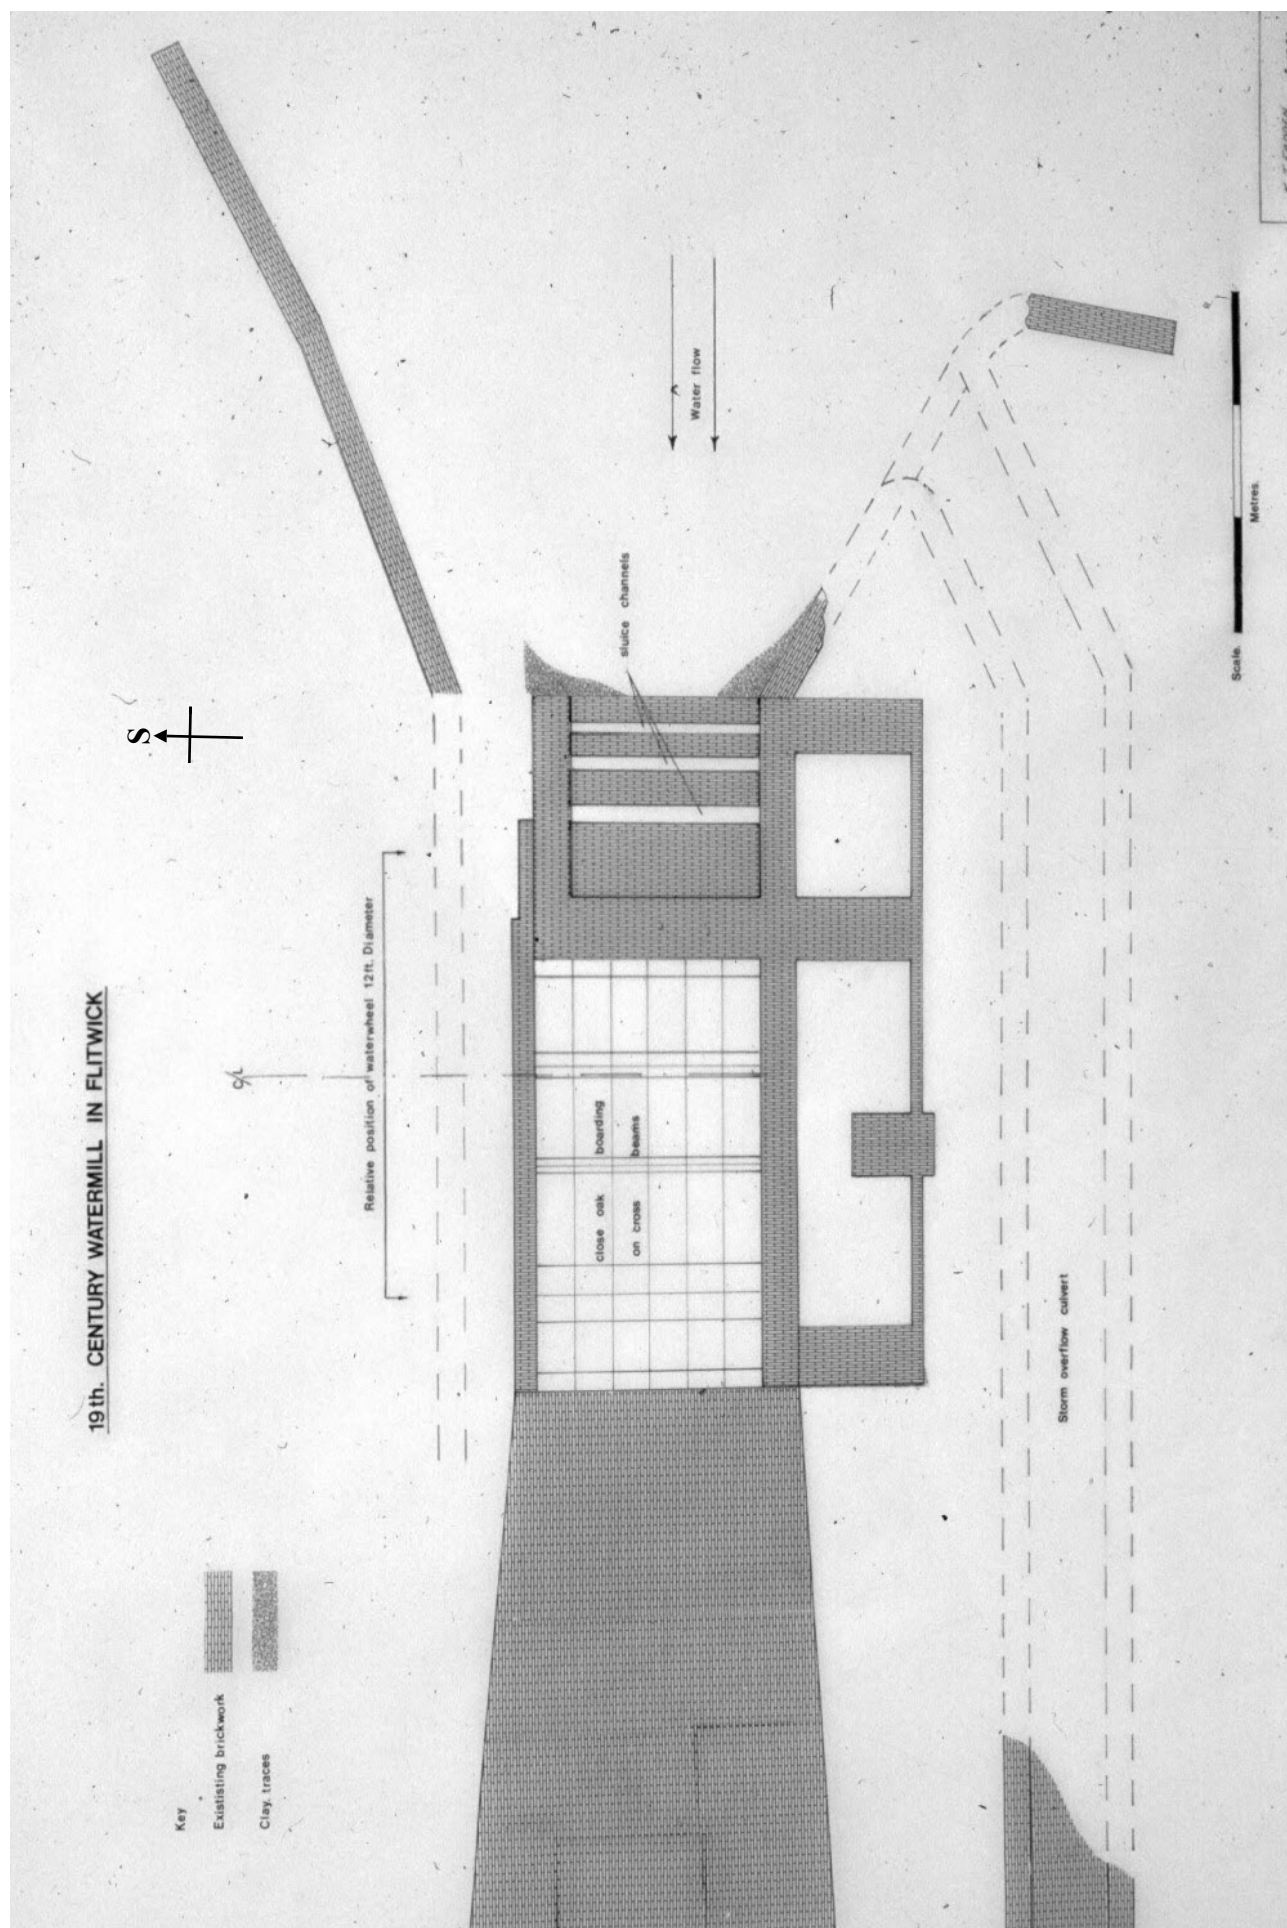 19th. CENTURY WATERMILL IN FLITWICK
Key
Exististing brickwork
Clay. traces
S
C/L
Relative position of waterwheel 12ft. Diameter
close oak boarding
on cross beams
sluice channels
Water flow
Storm overflow culvert
Scale.
Metres.